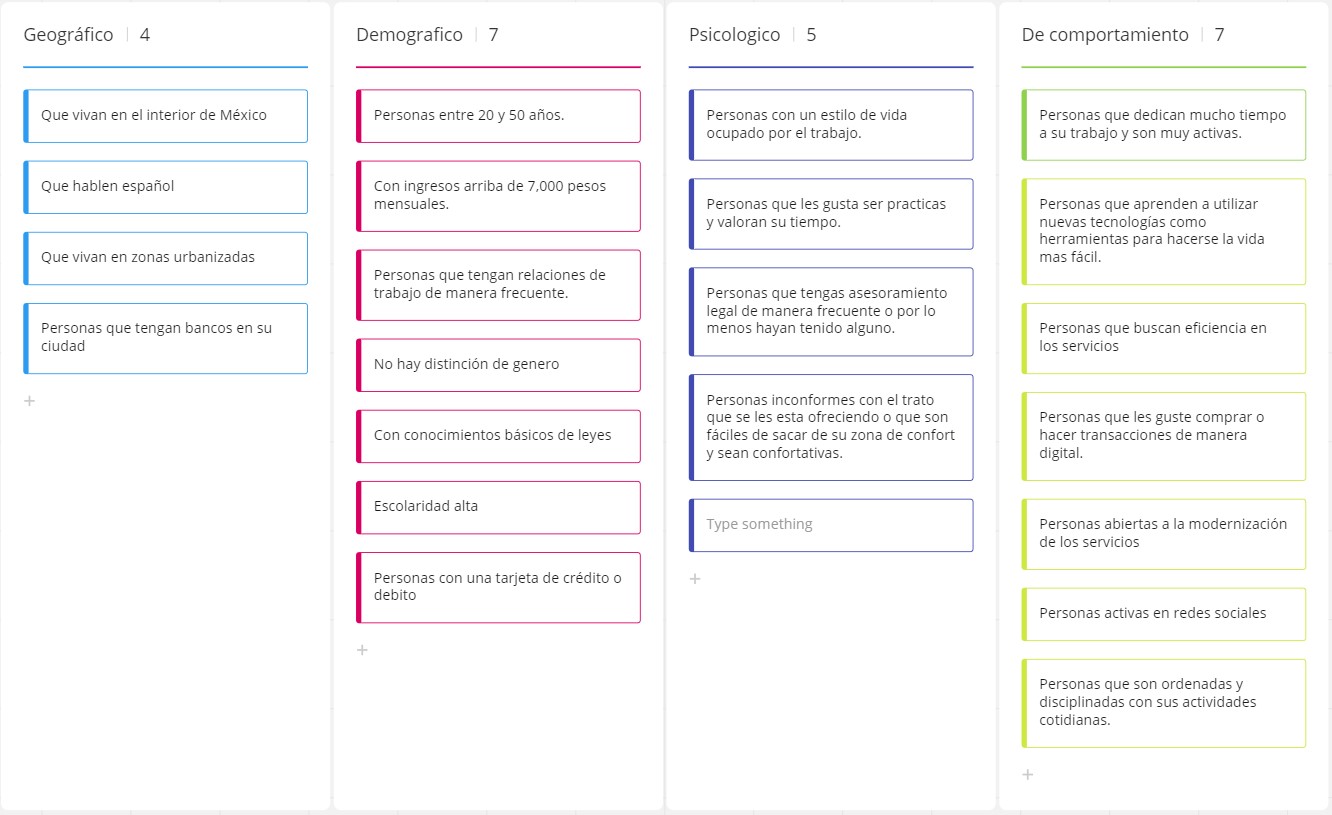 Geográfico | 4
Que vivan en el interior de México
Que hablen español
Que vivan en zonas urbanizadas
Personas que tengan bancos en su
ciudad
+
Demografico | 7
Personas entre 20 y 50 años.
Con ingresos arriba de 7,000 pesos
mensuales.
Personas que tengan relaciones de
trabajo de manera frecuente.
No hay distinción de genero
Con conocimientos básicos de leyes
Escolaridad alta
Personas con una tarjeta de crédito o
debito
+
Psicologico | 5
Personas con un estilo de vida
ocupado por el trabajo.
Personas que les gusta ser practicas
y valoran su tiempo.
Personas que tengas asesoramiento
legal de manera frecuente o por lo
menos hayan tenido alguno.
Personas inconformes con el trato
que se les esta ofreciendo o que son
fáciles de sacar de su zona de confort
y sean confortativas.
Type something
+
De comportamiento | 7
Personas que dedican mucho tiempo
a su trabajo y son muy activas.
Personas que aprenden a utilizar
nuevas tecnologías como
herramientas para hacerse la vida
mas fácil.
Personas que buscan eficiencia en
los servicios
Personas que les guste comprar o
hacer transacciones de manera
digital.
Personas abiertas a la modernización
de los servicios
Personas activas en redes sociales
Personas que son ordenadas y
disciplinadas con sus actividades
cotidianas.
+